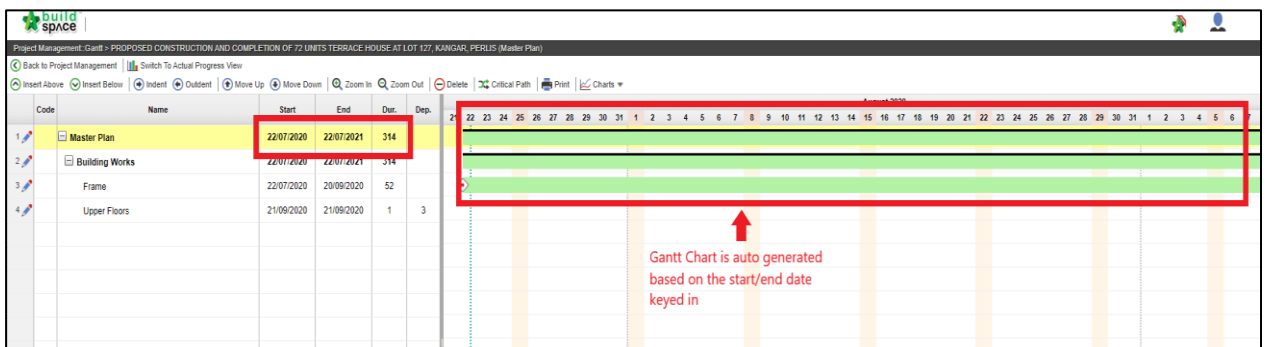 build
space
Project Management::Gantt > PROPOSED CONSTRUCTION AND COMPLETION OF 72 UNITS TERRACE HOUSE AT LOT 127, KANGAR, PERLIS (Master Plan)
Back to Project Management Switch To Actual Progress View
Insert Above Insert Below Indent Outdent Move Up Move Down Zoom In Zoom Out Delete Critical Path Print Charts
Code Name Start End Dur. Dep.
August 2020
21 22 23 24 25 26 27 28 29 30 31 1 2 3 4 5 6 7 8 9 10 11 12 13 14 15 16 17 18 19 20 21 22 23 24 25 26 27 28 29 30 31 1 2 3 4 5 6 7
1 Master Plan 22/07/2020 22/07/2021 314
2 Building Works 22/07/2020 22/07/2021 314
3 Frame 22/07/2020 20/09/2020 52
4 Upper Floors 21/09/2020 21/09/2020 1 3
Gantt Chart is auto generated
based on the start/end date
keyed in